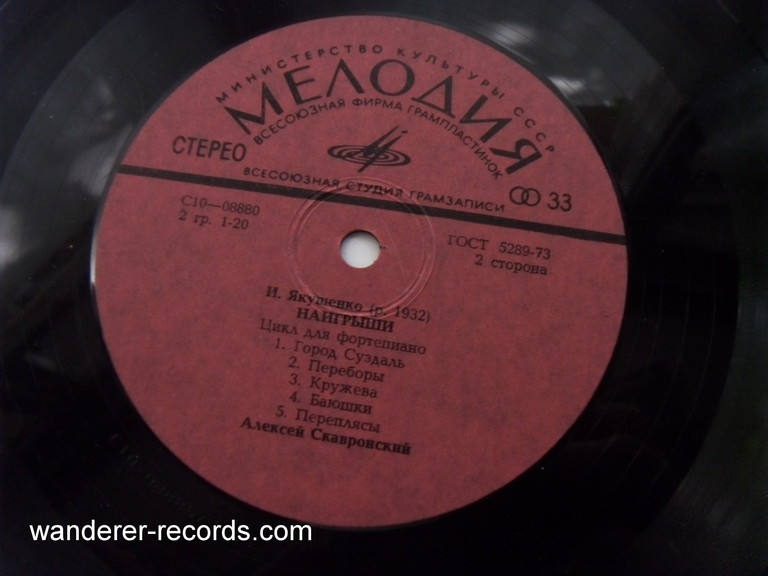 МИНИСТЕРСТВО КУЛЬТУРЫ СССР
МЕЛОДИЯ
ВСЕСОЮЗНАЯ ФИРМА ГРАМПЛАСТИНОК
СТЕРЕО
ВСЕСОЮЗНАЯ СТУДИЯ ГРАМЗАПИСИ
33
С10—08880
2 гр. 1-20
ГОСТ 5289-73
2 сторона
И. Якушенко (р. 1932)
НАИГРЫШИ
Цикл для фортепиано
1. Город Суздаль
2. Переборы
3. Кружева
4. Баюшки
5. Переплясы
Алексей Скавронский
wanderer-records.com